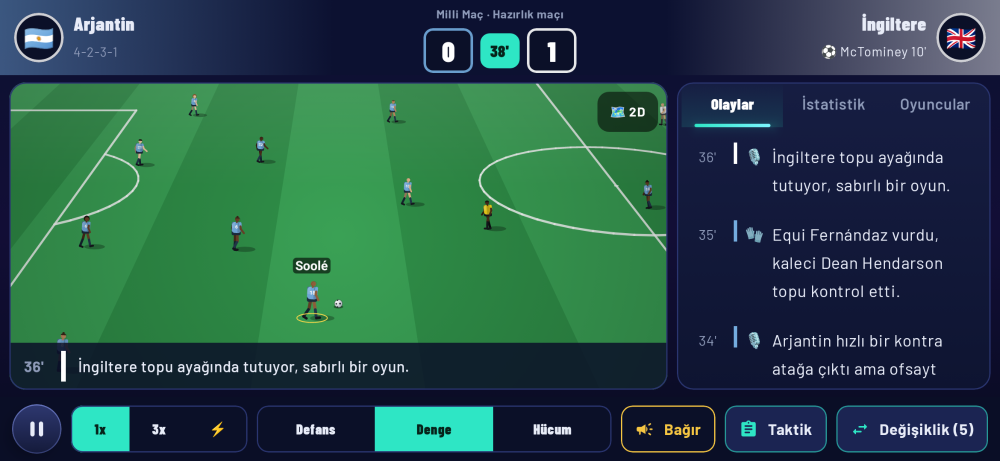 Arjantin
4-2-3-1
Milli Maç · Hazırlık maçı
0
38'
1
İngiltere
⚽ McTominay 10'
2D
Soolé
36' İngiltere topu ayağında tutuyor, sabırlı bir oyun.
Olaylar İstatistik Oyuncular
36' İngiltere topu ayağında
tutuyor, sabırlı bir oyun.
35' Equi Fernándaz vurdu,
kaleci Dean Hendarson
topu kontrol etti.
34' Arjantin hızlı bir kontra
atağa çıktı ama ofsayt
1x 3x ⚡
Defans Denge Hücum
Bağır
Taktik
Değişiklik (5)